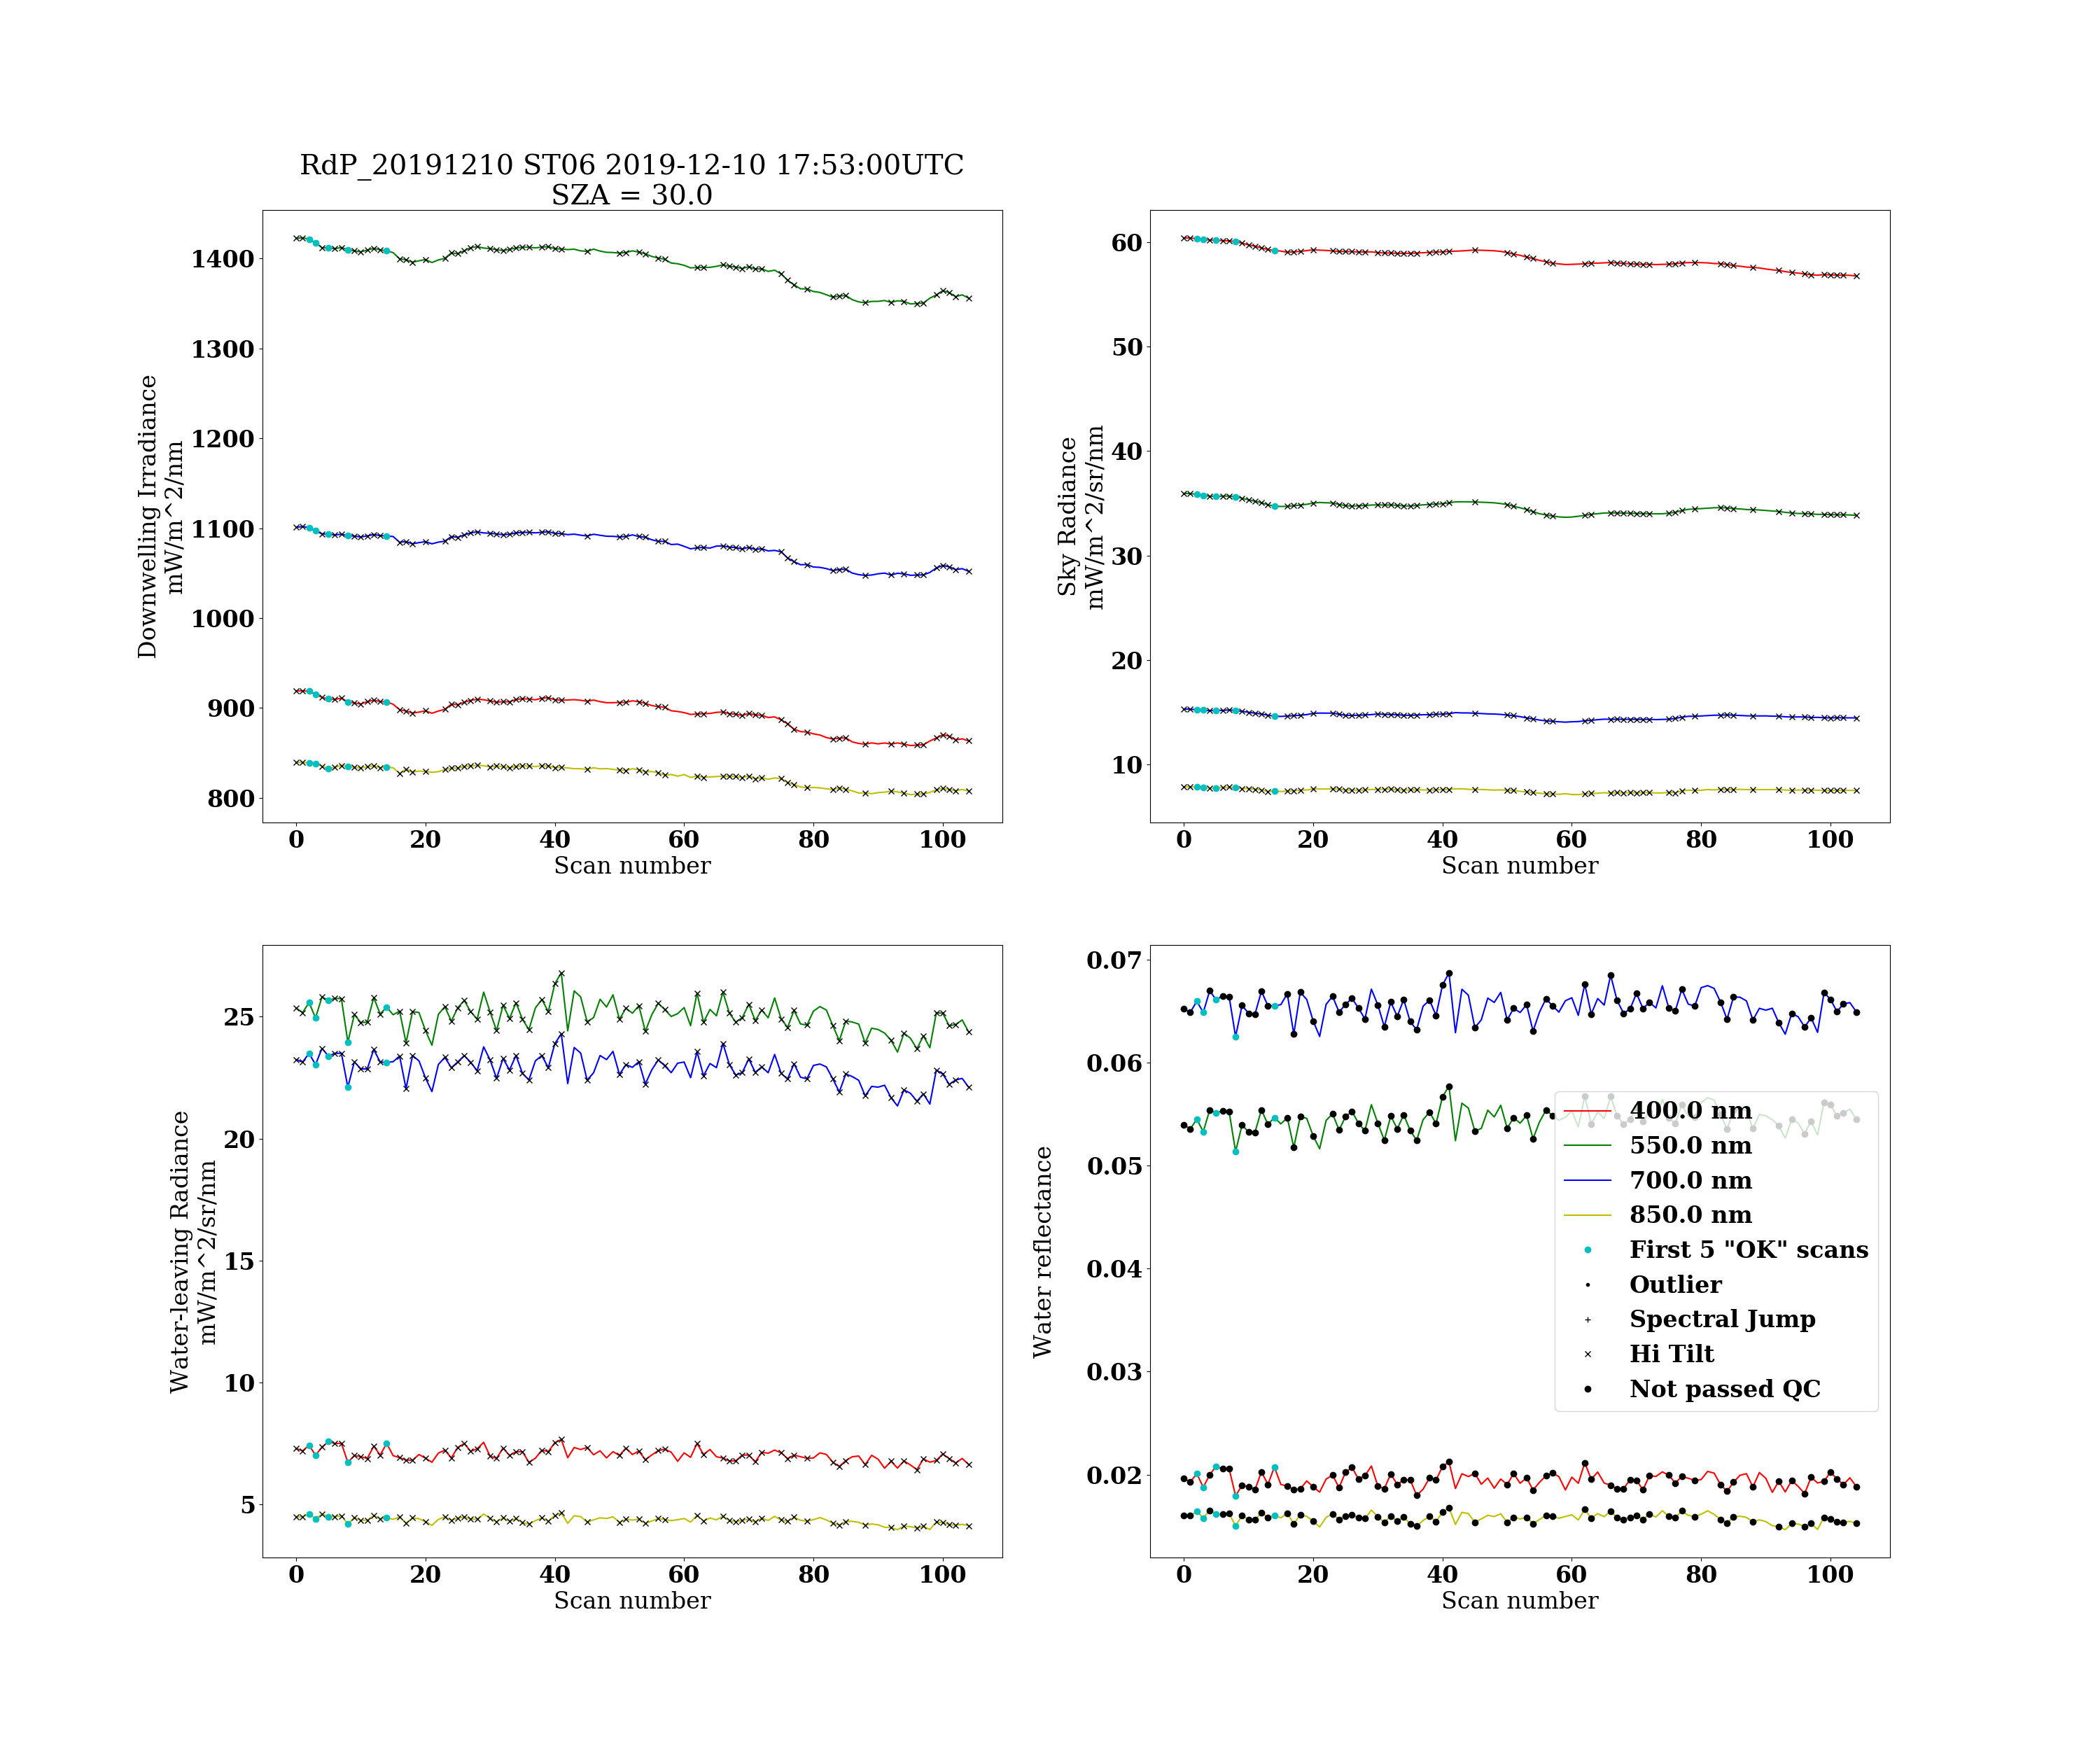 RdP_20191210 ST06 2019-12-10 17:53:00UTC
SZA = 30.0
Downwelling Irradiance
mW/m^2/nm
1400
1300
1200
1100
1000
900
800
0 20 40 60 80 100
Scan number
Sky Radiance
mW/m^2/sr/nm
60
50
40
30
20
10
0 20 40 60 80 100
Scan number
Water-leaving Radiance
mW/m^2/sr/nm
25
20
15
10
5
0 20 40 60 80 100
Scan number
Water reflectance
0.07
0.06
0.05
0.04
0.03
0.02
0 20 40 60 80 100
Scan number
400.0 nm
550.0 nm
700.0 nm
850.0 nm
First 5 "OK" scans
Outlier
Spectral Jump
Hi Tilt
Not passed QC